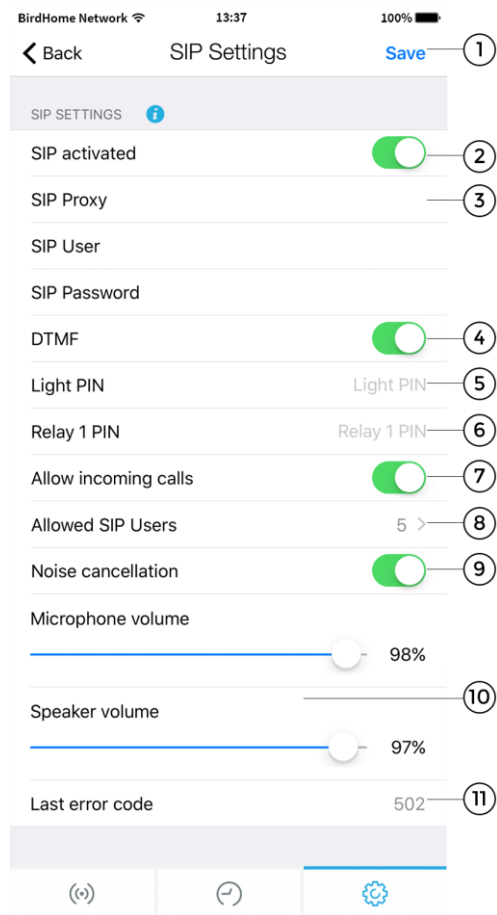 BirdHome Network 13:37 100%
Back SIP Settings Save 1
SIP SETTINGS i
SIP activated 2
SIP Proxy 3
SIP User
SIP Password
DTMF 4
Light PIN Light PIN 5
Relay 1 PIN Relay 1 PIN 6
Allow incoming calls 7
Allowed SIP Users 5 > 8
Noise cancellation 9
Microphone volume
98%
10
Speaker volume
97%
Last error code 502 11